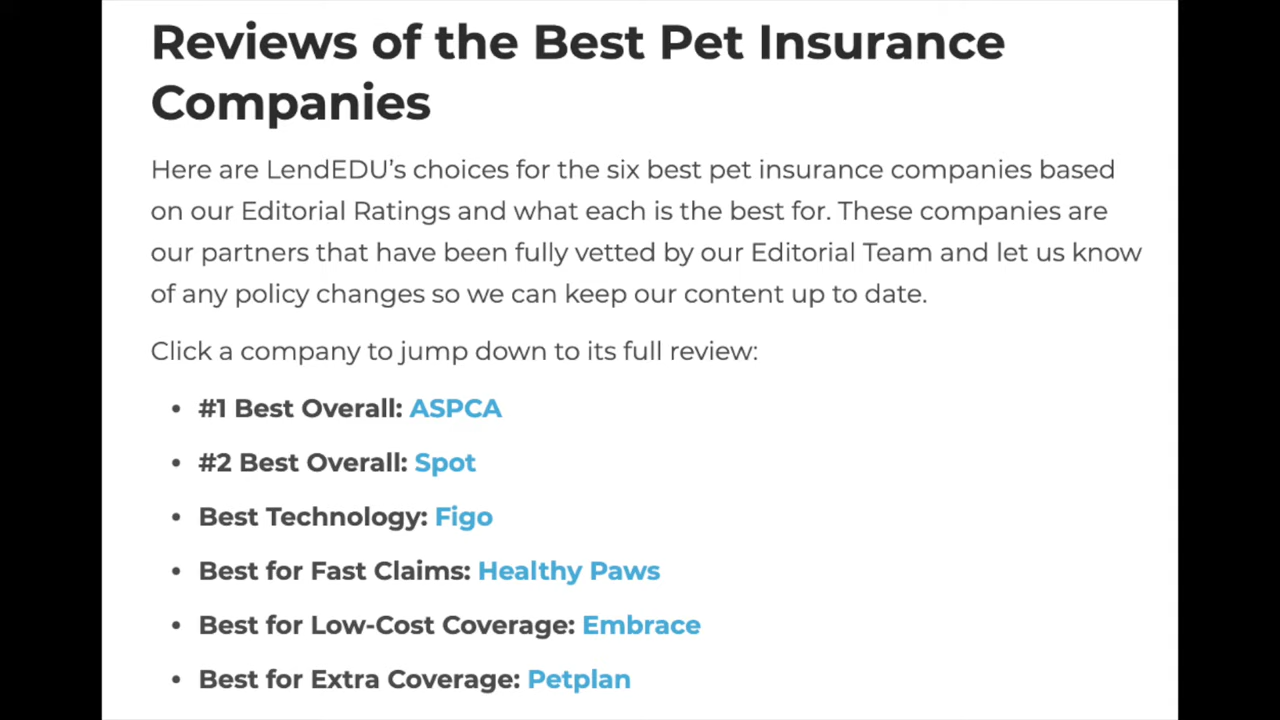 Reviews of the Best Pet Insurance
Companies
Here are LendEDU’s choices for the six best pet insurance companies based
on our Editorial Ratings and what each is the best for. These companies are
our partners that have been fully vetted by our Editorial Team and let us know
of any policy changes so we can keep our content up to date.
Click a company to jump down to its full review:
• #1 Best Overall: ASPCA
• #2 Best Overall: Spot
• Best Technology: Figo
• Best for Fast Claims: Healthy Paws
• Best for Low-Cost Coverage: Embrace
• Best for Extra Coverage: Petplan